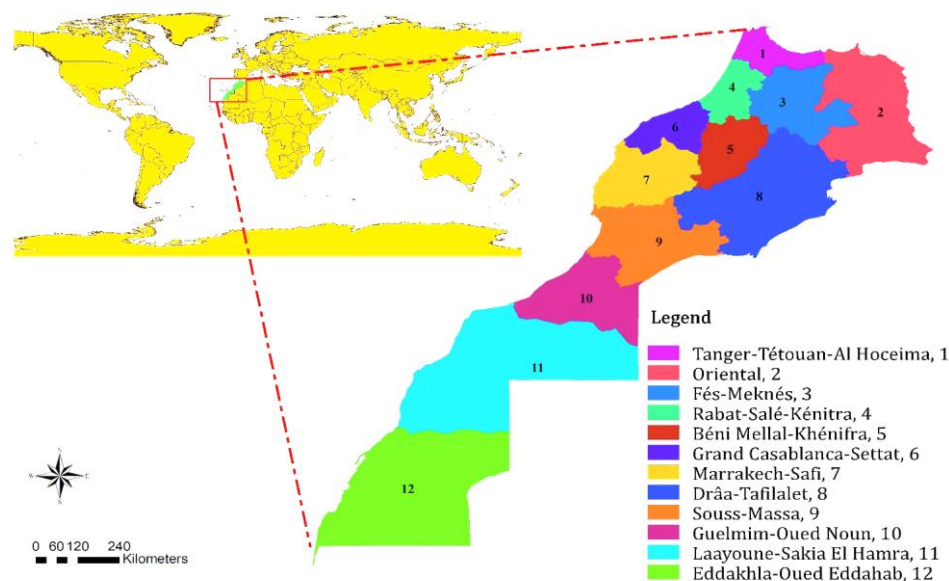 1
4
3
2
6
5
7
8
9
10
11
12
Legend
Tanger-Tétouan-Al Hoceima, 1
Oriental, 2
Fés-Meknés, 3
Rabat-Salé-Kénitra, 4
Béni Mellal-Khénifra, 5
Grand Casablanca-Settat, 6
Marrakech-Safi, 7
Drâa-Tafilalet, 8
Souss-Massa, 9
Guelmim-Oued Noun, 10
Laayoune-Sakia El Hamra, 11
Eddakhla-Oued Eddahab, 12
N
W E
S
0 60 120 240
Kilometers